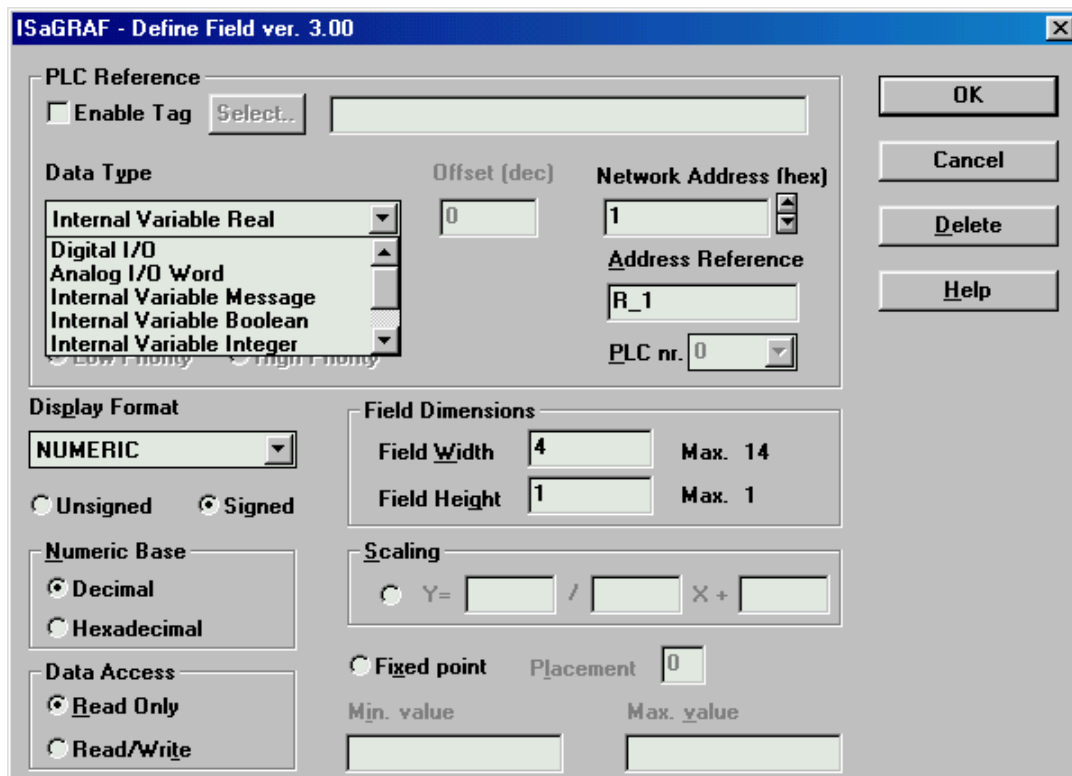 ISaGRAF - Define Field ver. 3.00
PLC Reference
Enable Tag
Select..
OK
Cancel
Delete
Help
Data Type
Offset (dec)
Network Address (hex)
Internal Variable Real
0
1
Digital I/O
Analog I/O Word
Internal Variable Message
Internal Variable Boolean
Internal Variable Integer
Address Reference
R_1
Low Priority
High Priority
PLC nr.
0
Display Format
NUMERIC
Unsigned
Signed
Field Dimensions
Field Width
4
Max. 14
Field Height
1
Max. 1
Numeric Base
Decimal
Hexadecimal
Scaling
Y= / X +
Data Access
Read Only
Read/Write
Fixed point
Placement
0
Min. value
Max. value